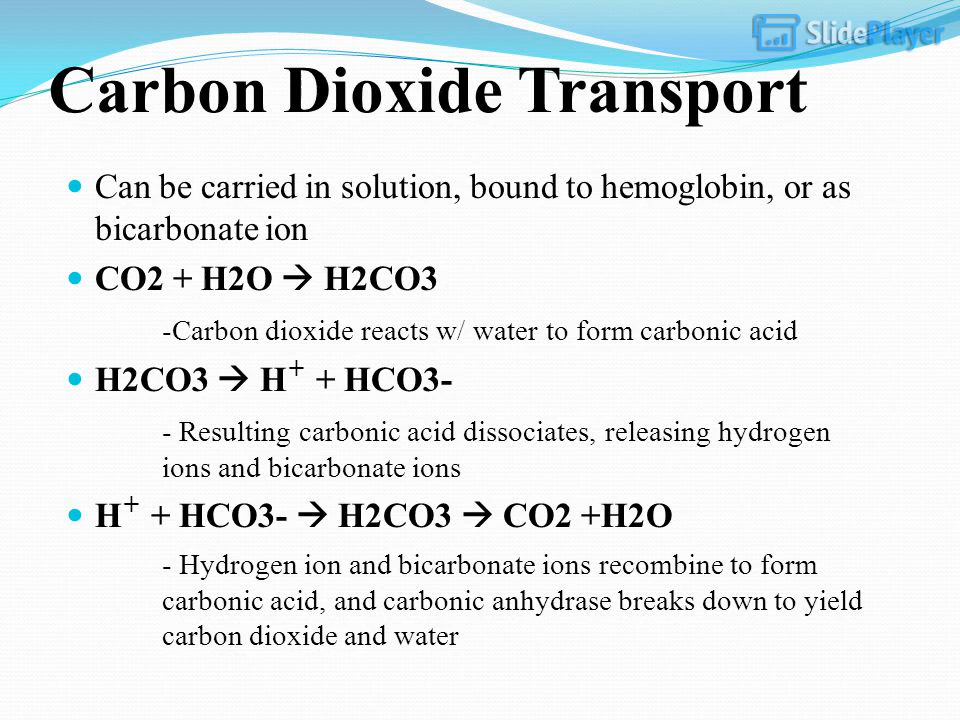 SlidePlayer
Carbon Dioxide Transport
• Can be carried in solution, bound to hemoglobin, or as
bicarbonate ion
• CO2 + H2O → H2CO3
-Carbon dioxide reacts w/ water to form carbonic acid
• H2CO3 → H⁺ + HCO3-
- Resulting carbonic acid dissociates, releasing hydrogen
ions and bicarbonate ions
• H⁺ + HCO3- → H2CO3 → CO2 +H2O
- Hydrogen ion and bicarbonate ions recombine to form
carbonic acid, and carbonic anhydrase breaks down to yield
carbon dioxide and water